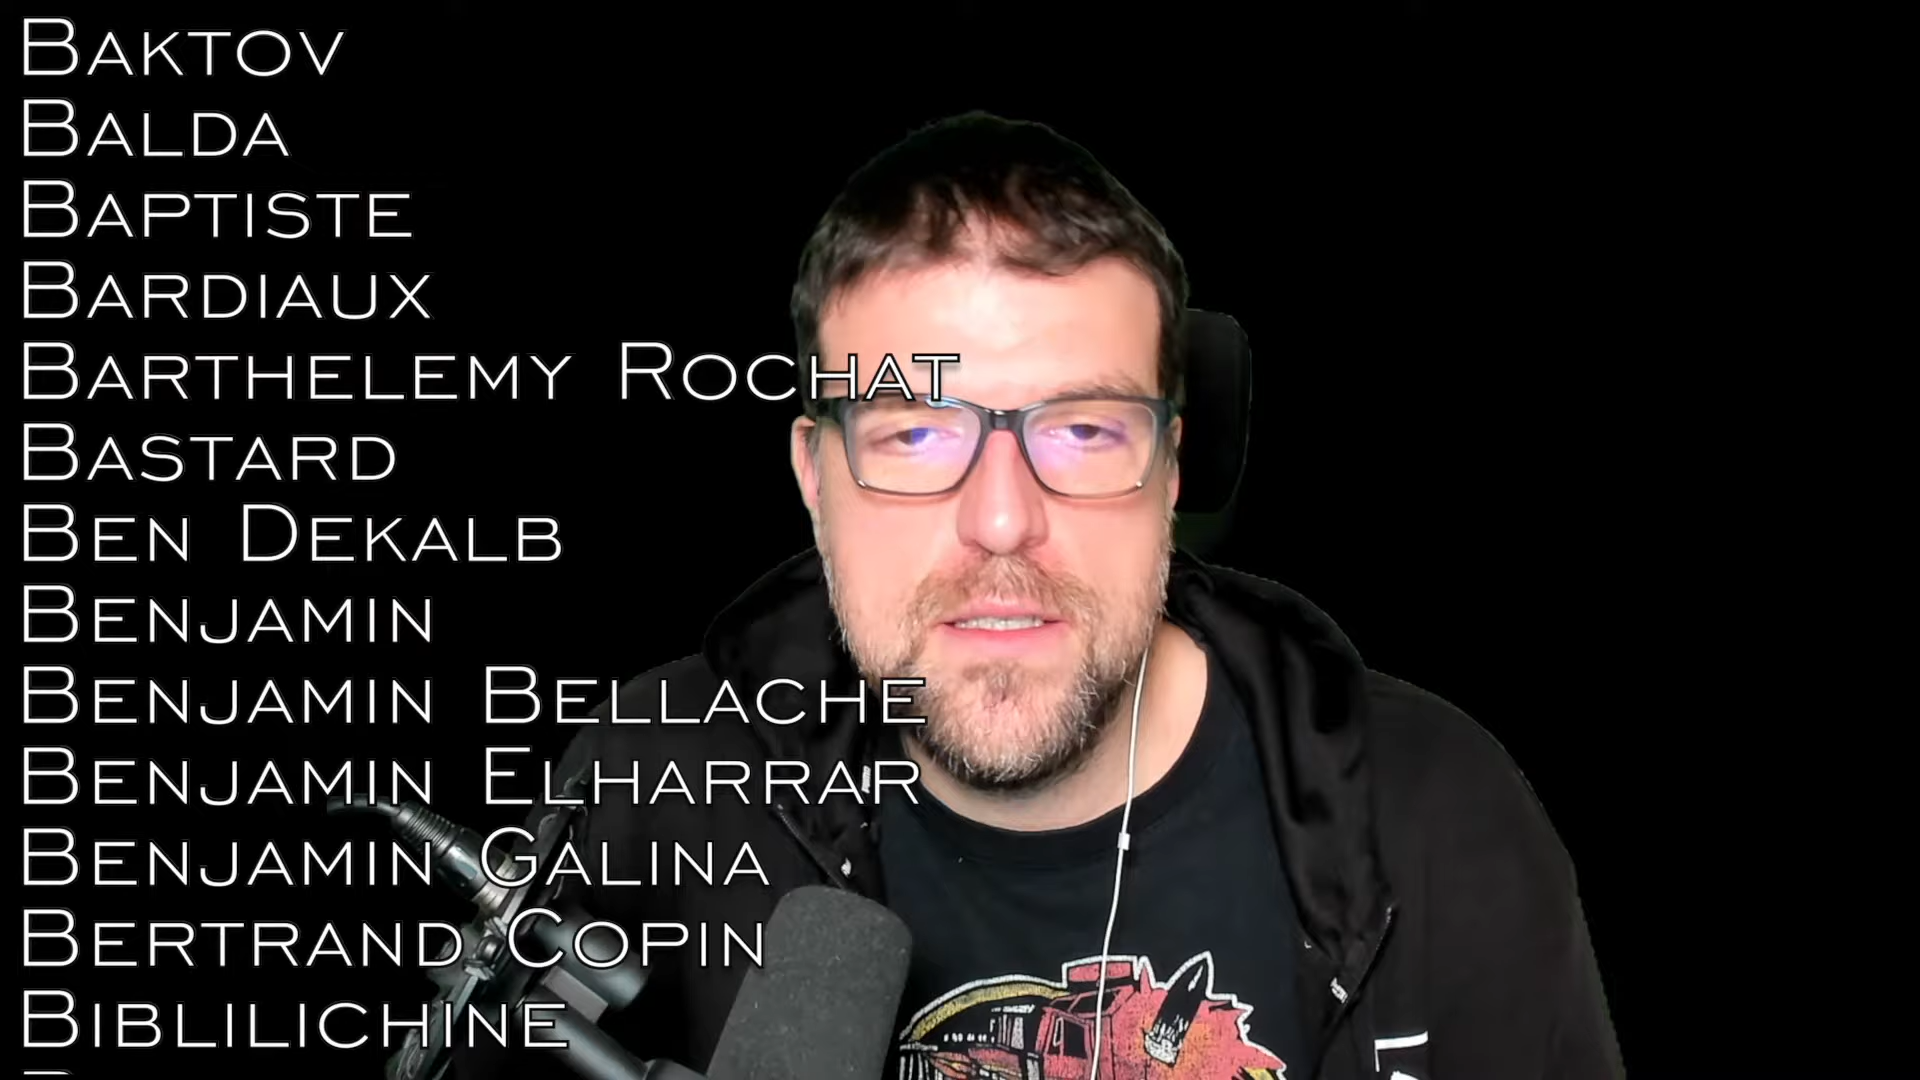 Baktov
Balda
Baptiste
Bardiaux
Barthelemy Rochat
Bastard
Ben Dekalb
Benjamin
Benjamin Bellache
Benjamin Elharrar
Benjamin Galina
Bertrand Copin
Biblilichine